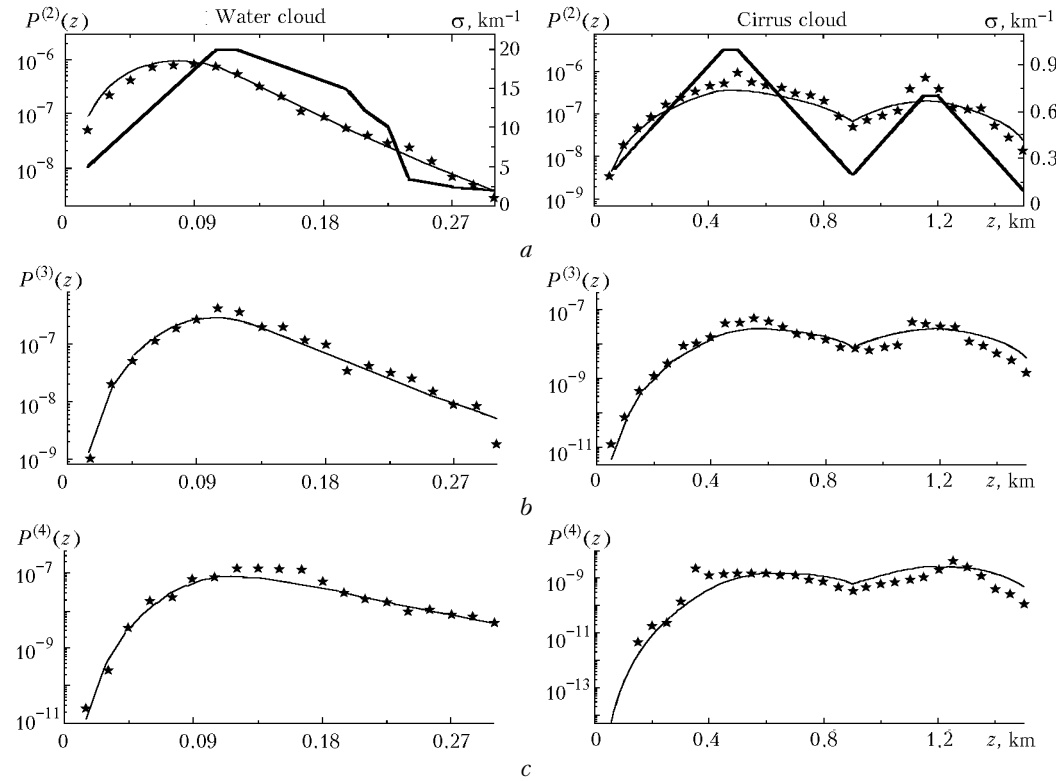 P⁽²⁾(z) Water cloud σ, km⁻¹ P⁽²⁾(z) Cirrus cloud σ, km⁻¹
10⁻⁶ 20 10⁻⁵ 0.9
15 10⁻⁶
10⁻⁷ 10⁻⁷ 0.6
10
10⁻⁸ 5 10⁻⁸ 0.3
0 10⁻⁹ 0
0 0.09 0.18 0.27 0 0.4 0.8 1.2 z, km
a
P⁽³⁾(z) P⁽³⁾(z)
10⁻⁷ 10⁻⁷
10⁻⁸ 10⁻⁹
10⁻⁹ 10⁻¹¹
0 0.09 0.18 0.27 0 0.4 0.8 1.2 z, km
b
P⁽⁴⁾(z) P⁽⁴⁾(z)
10⁻⁷ 10⁻⁹
10⁻⁹ 10⁻¹¹
10⁻¹¹ 10⁻¹³
0 0.09 0.18 0.27 0 0.4 0.8 1.2 z, km
c